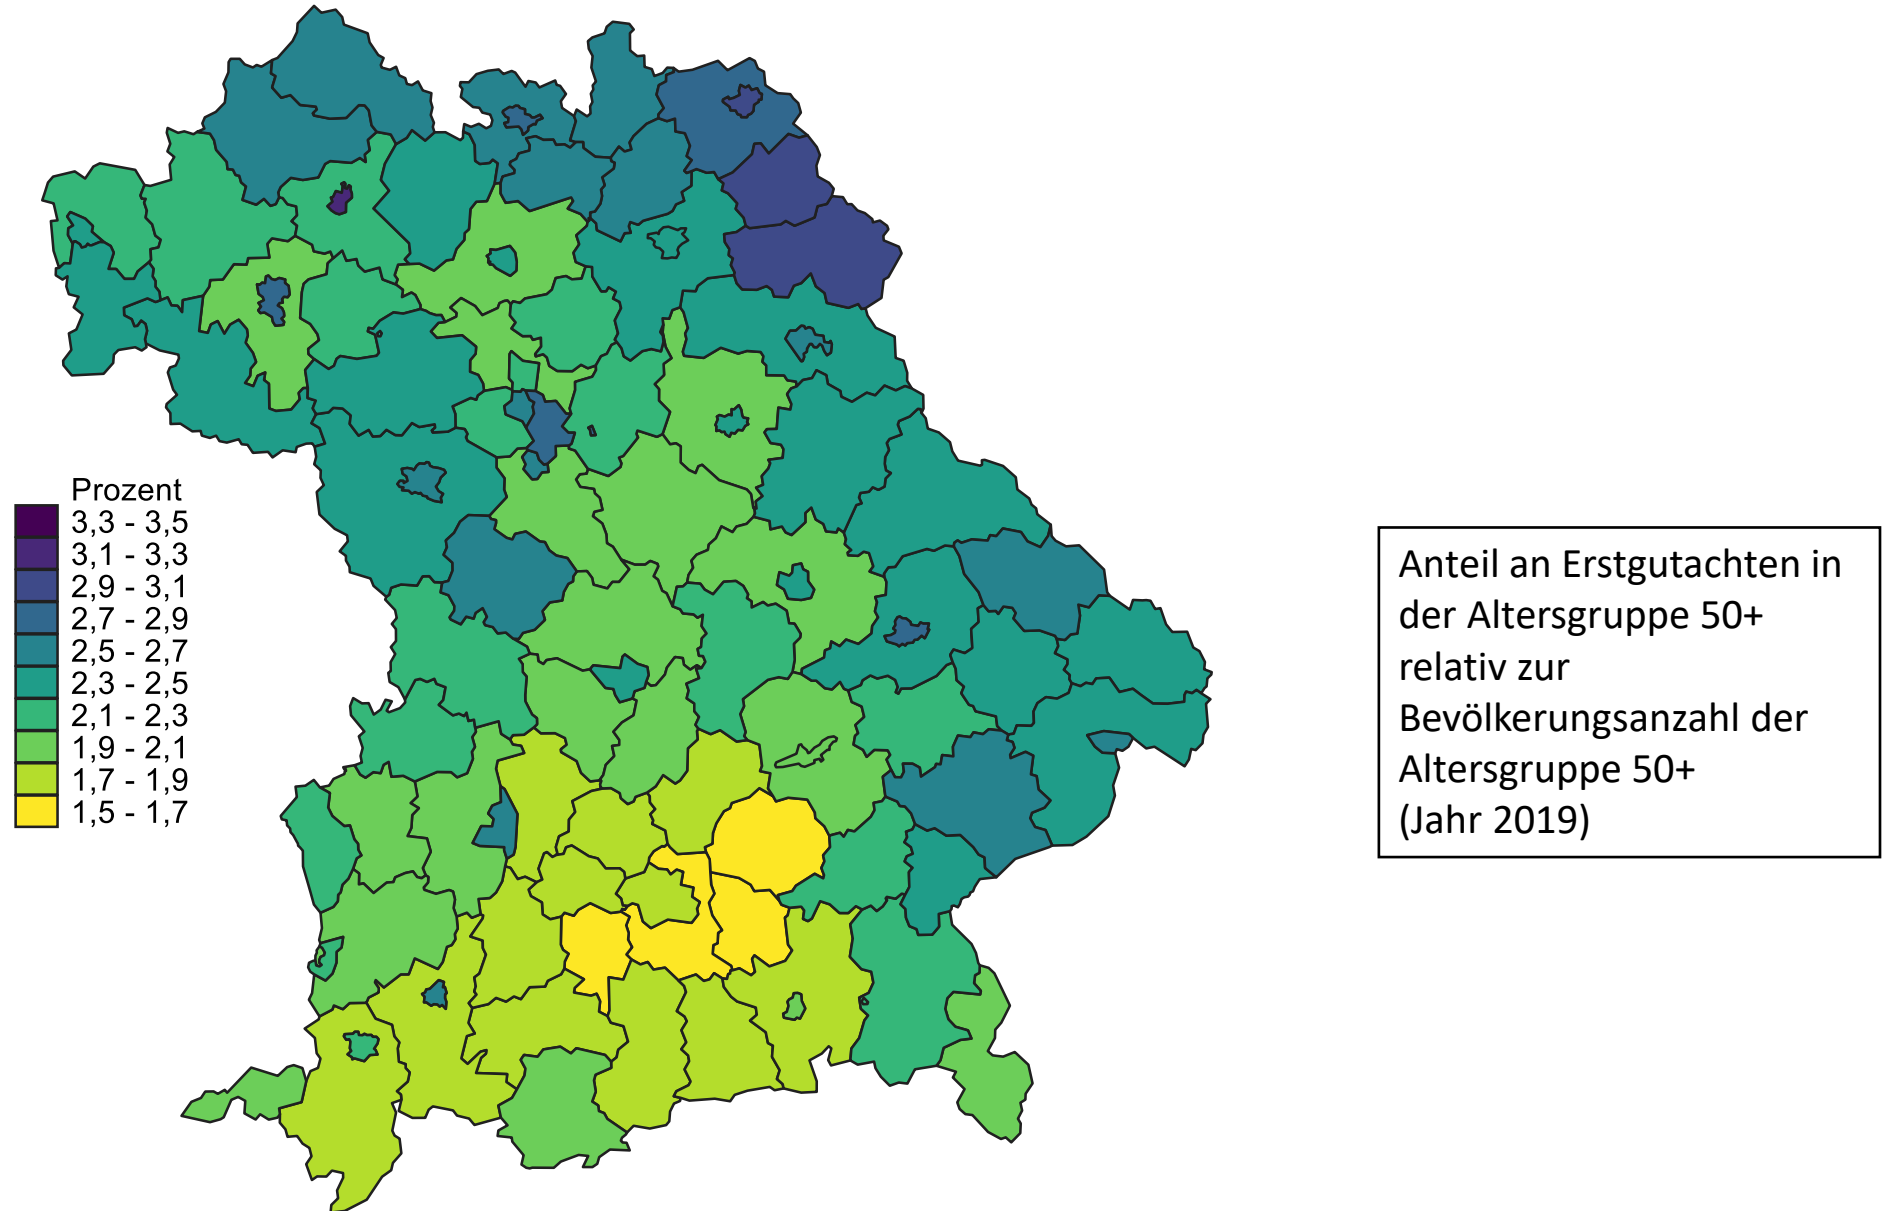 Prozent
3,3 - 3,5
3,1 - 3,3
2,9 - 3,1
2,7 - 2,9
2,5 - 2,7
2,3 - 2,5
2,1 - 2,3
1,9 - 2,1
1,7 - 1,9
1,5 - 1,7
Anteil an Erstgutachten in
der Altersgruppe 50+
relativ zur
Bevölkerungsanzahl der
Altersgruppe 50+
(Jahr 2019)